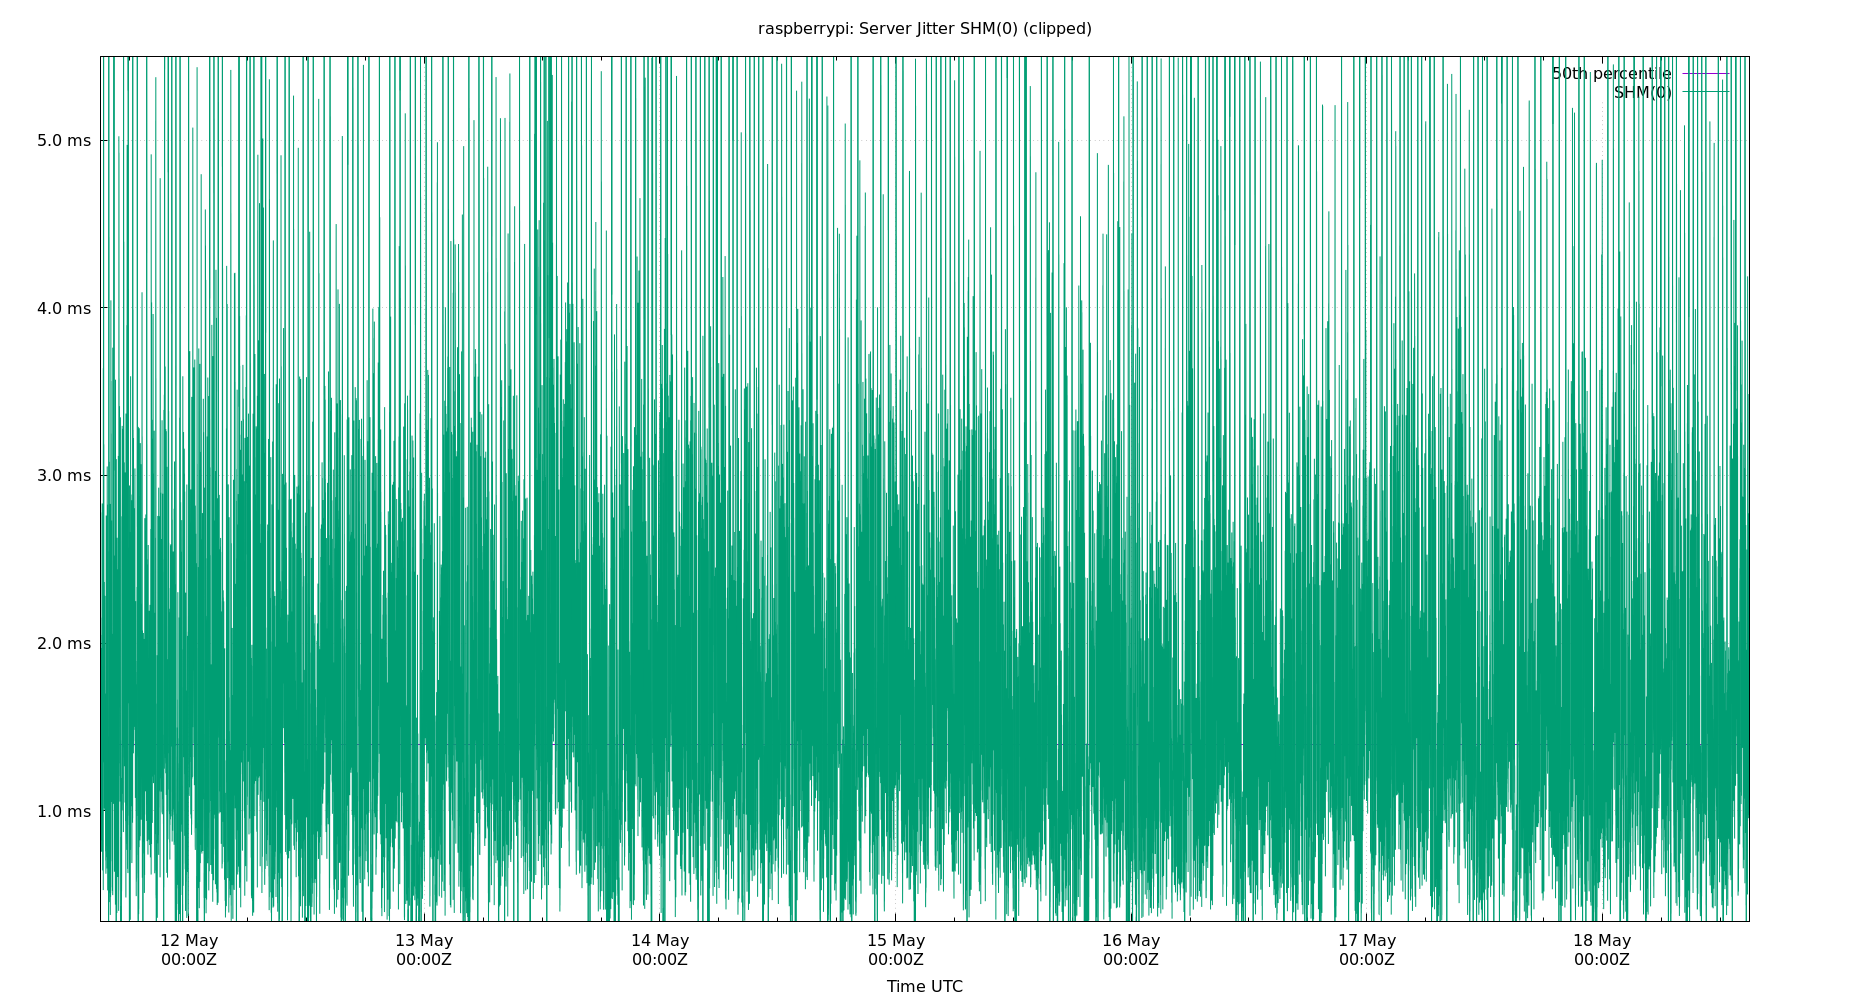 raspberrypi: Server Jitter SHM(0) (clipped)
50th percentile
SHM(0)
5.0 ms
4.0 ms
3.0 ms
2.0 ms
1.0 ms
12 May 13 May 14 May 15 May 16 May 17 May 18 May
00:00Z 00:00Z 00:00Z 00:00Z 00:00Z 00:00Z 00:00Z
Time UTC